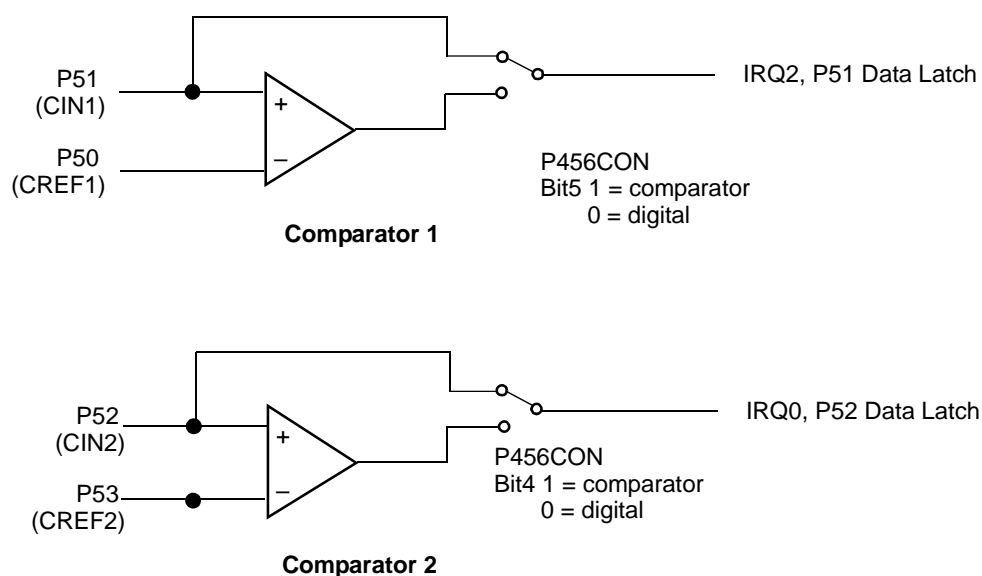 P51
(CIN1)
IRQ2, P51 Data Latch
+
P50
(CREF1)
−
P456CON
Bit5 1 = comparator
0 = digital
Comparator 1
P52
(CIN2)
IRQ0, P52 Data Latch
+
P53
(CREF2)
−
P456CON
Bit4 1 = comparator
0 = digital
Comparator 2